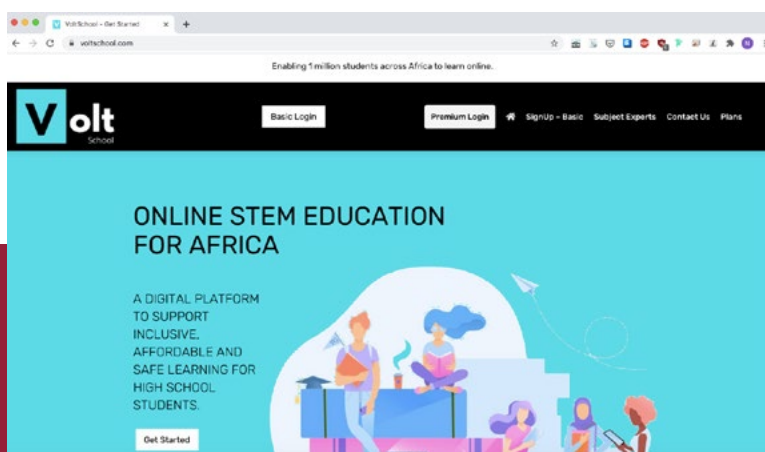 VoltSchool - Get Started
voltschool.com
Enabling 1 million students across Africa to learn online.
Volt
School
Basic Login
Premium Login
SignUp - Basic
Subject Experts
Contact Us
Plans
ONLINE STEM EDUCATION
FOR AFRICA
A DIGITAL PLATFORM
TO SUPPORT
INCLUSIVE,
AFFORDABLE AND
SAFE LEARNING FOR
HIGH SCHOOL
STUDENTS.
Get Started